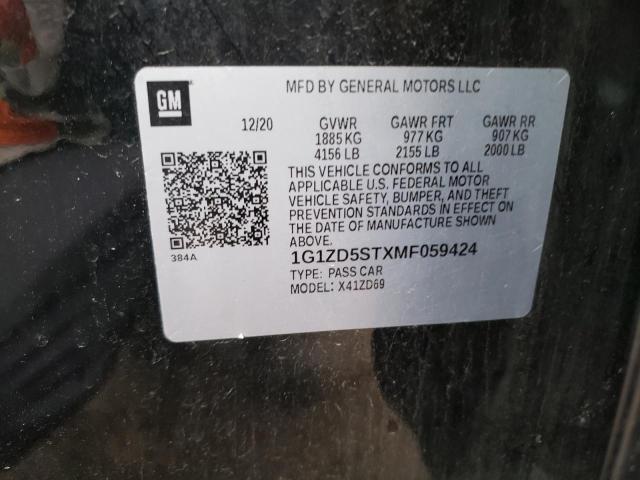 GM
MFD BY GENERAL MOTORS LLC
12/20 GVWR GAWR FRT GAWR RR
1885 KG 977 KG 907 KG
4156 LB 2155 LB 2000 LB
THIS VEHICLE CONFORMS TO ALL
APPLICABLE U.S. FEDERAL MOTOR
VEHICLE SAFETY, BUMPER, AND THEFT
PREVENTION STANDARDS IN EFFECT ON
THE DATE OF MANUFACTURE SHOWN
ABOVE.
384A
1G1ZD5STXMF059424
TYPE: PASS CAR
MODEL: X41ZD69